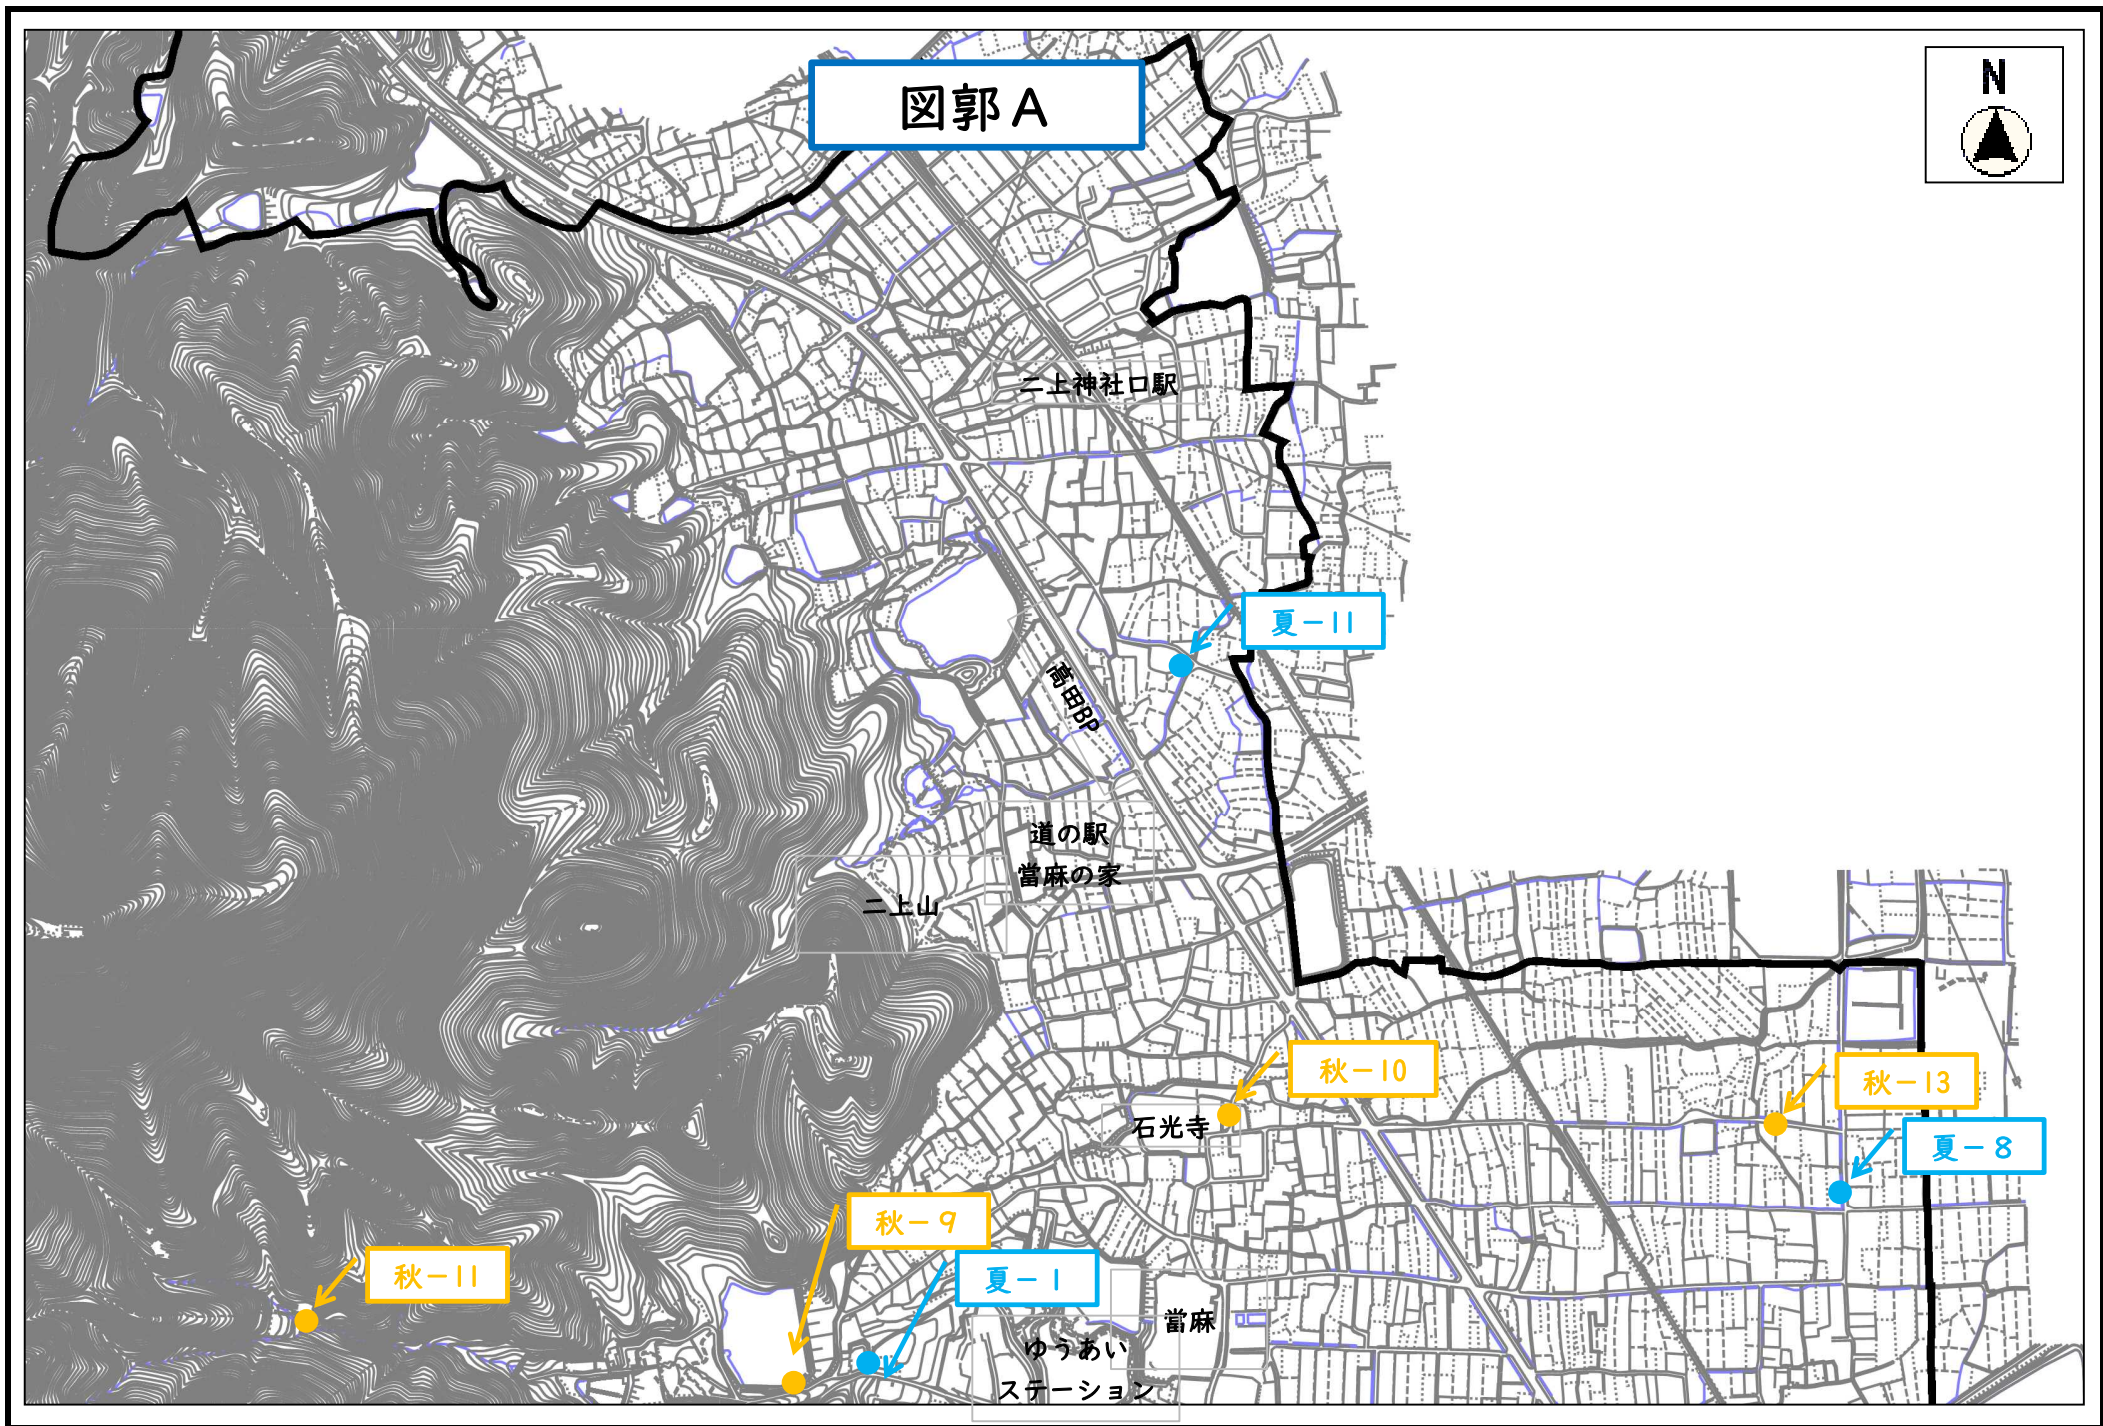 図郭A
N
二上神社口駅
夏-11
高田BP
道の駅
當麻の家
二上山
秋-10
石光寺
秋-13
夏-8
秋-9
秋-11
夏-1
當麻
ゆうあい
ステーション